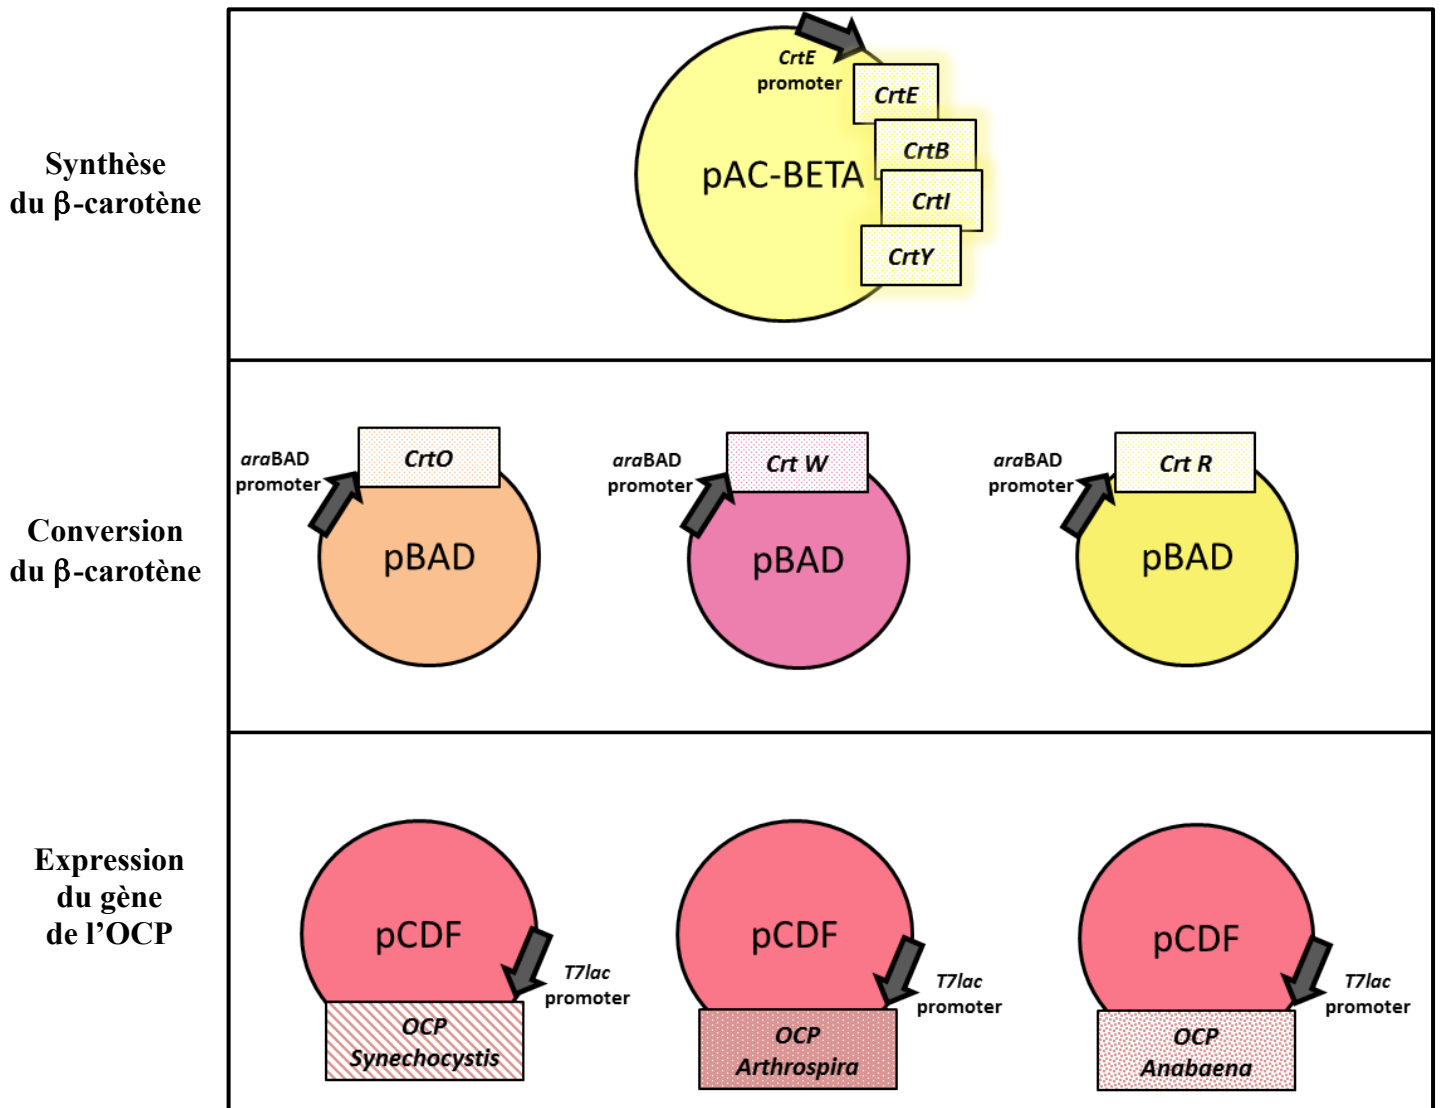 Synthèse
du β-carotène
CrtE
promoter
pAC-BETA
CrtE
CrtB
CrtI
CrtY
Conversion
du β-carotène
araBAD
promoter
CrtO
pBAD
araBAD
promoter
Crt W
pBAD
araBAD
promoter
Crt R
pBAD
Expression
du gène
de l’OCP
pCDF
T7lac
promoter
OCP
Synechocystis
pCDF
T7lac
promoter
OCP
Arthrospira
pCDF
T7lac
promoter
OCP
Anabaena